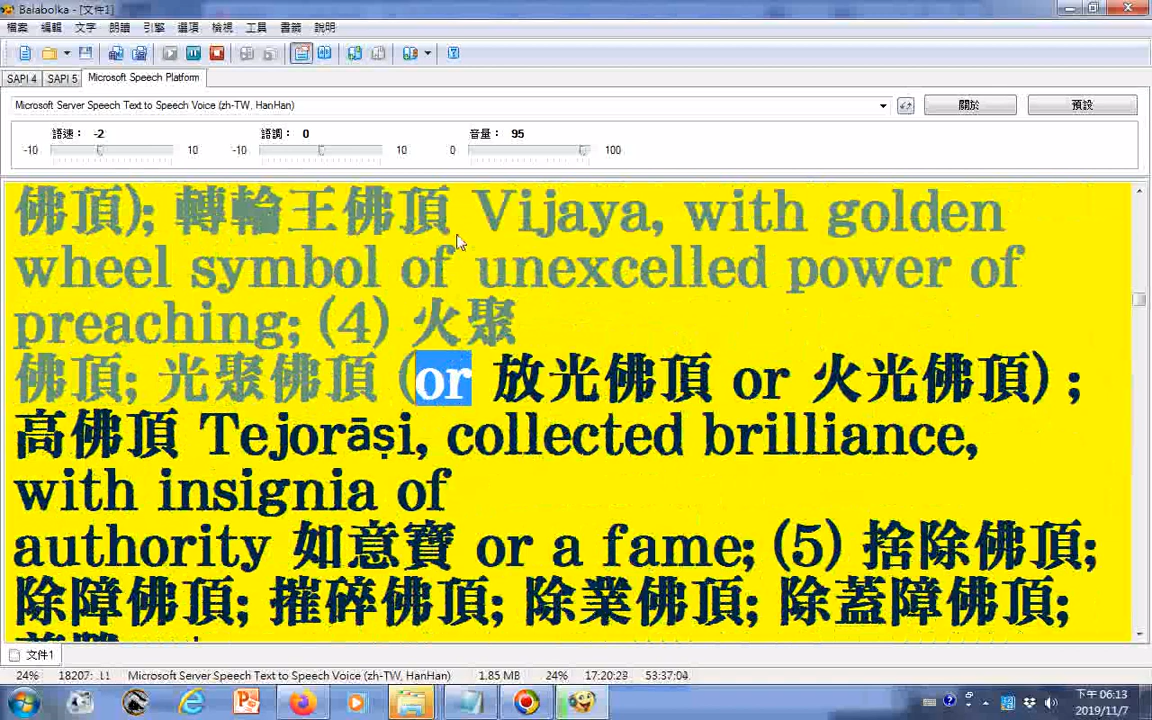 Balabolka - [文件1]
檔案 編輯 文字 朗讀 引擎 選項 檢視 工具 書籤 說明
SAPI 4 SAPI 5 Microsoft Speech Platform
Microsoft Server Speech Text to Speech Voice (zh-TW, HanHan) 關於 預設
語速: -2 語調: 0 音量: 95
-10 10 -10 10 0 100
佛頂); 轉輪王佛頂 Vijaya, with golden
wheel symbol of unexcelled power of
preaching; (4) 火聚
佛頂; 光聚佛頂 (or 放光佛頂 or 火光佛頂) ;
高佛頂 Tejorāṣi, collected brilliance,
with insignia of
authority 如意寶 or a fame; (5) 捨除佛頂;
除障佛頂; 摧碎佛頂; 除業佛頂; 除蓋障佛頂;
文件1
24% Microsoft Server Speech Text to Speech Voice (zh-TW, HanHan) 1.85 MB 24% 17:20:23 53:37:04
下午 06:13
2019/11/7